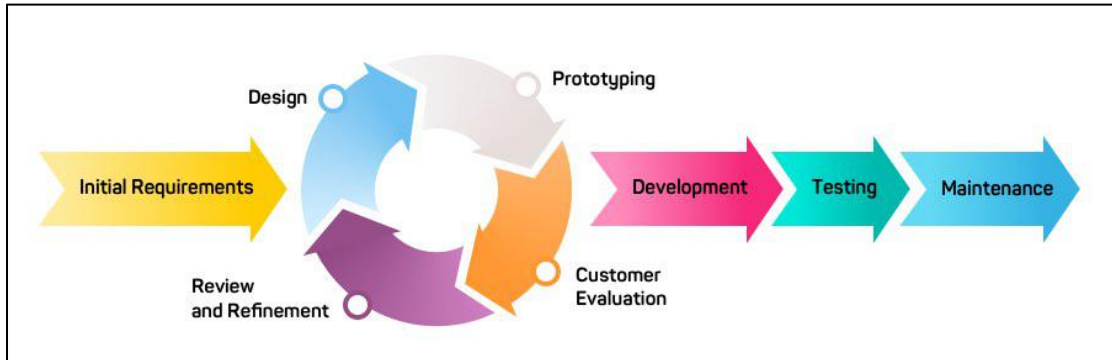 Initial Requirements
Design
Prototyping
Customer
Evaluation
Review
and Refinement
Development
Testing
Maintenance